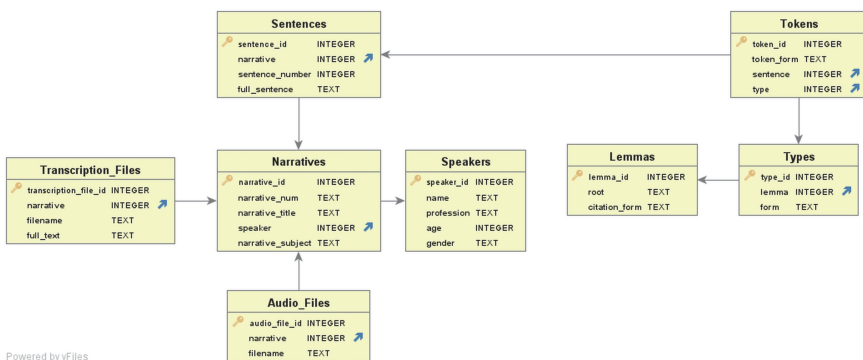 Sentences
sentence_id INTEGER
narrative INTEGER
sentence_number INTEGER
full_sentence TEXT
Tokens
token_id INTEGER
token_form TEXT
sentence INTEGER
type INTEGER
Transcription_Files
transcription_file_id INTEGER
narrative INTEGER
filename TEXT
full_text TEXT
Narratives
narrative_id INTEGER
narrative_num TEXT
narrative_title TEXT
speaker INTEGER
narrative_subject TEXT
Speakers
speaker_id INTEGER
name TEXT
profession TEXT
age INTEGER
gender TEXT
Lemmas
lemma_id INTEGER
root TEXT
citation_form TEXT
Types
type_id INTEGER
lemma INTEGER
form TEXT
Audio_Files
audio_file_id INTEGER
narrative INTEGER
filename TEXT
Powered by yFiles